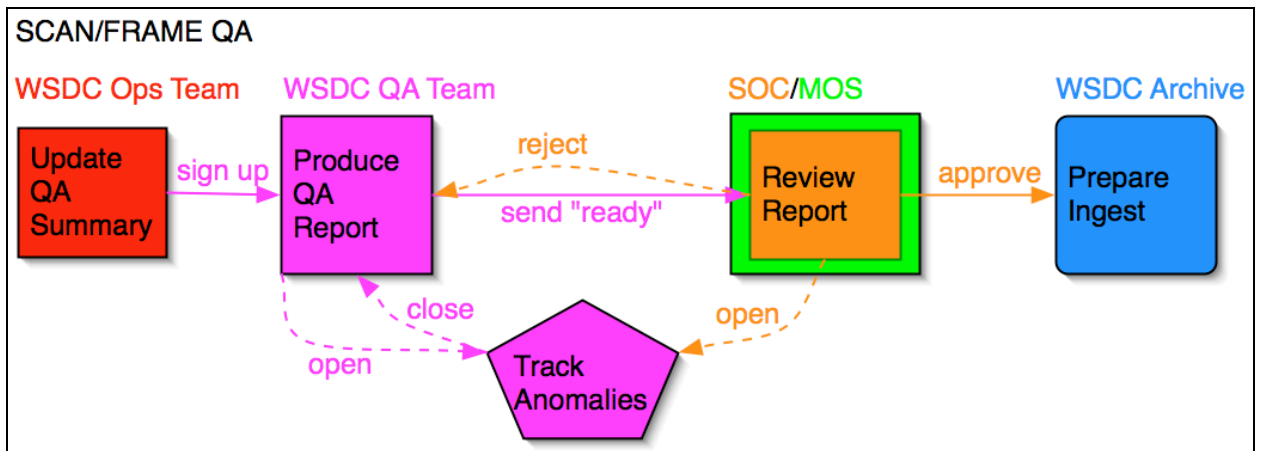 SCAN/FRAME QA
WSDC Ops Team
WSDC QA Team
SOC/MOS
WSDC Archive
Update
QA
Summary
sign up
Produce
QA
Report
reject
send "ready"
Review
Report
approve
Prepare
Ingest
close
open
open
Track
Anomalies